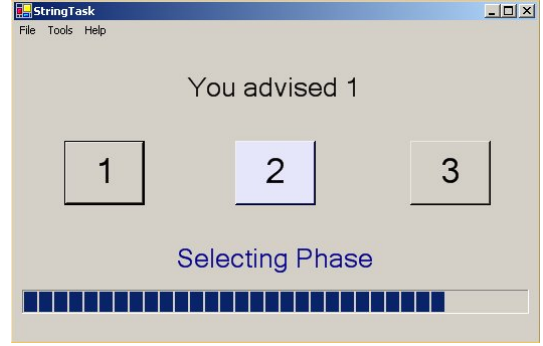 StringTask
File Tools Help
You advised 1
1 2 3
Selecting Phase